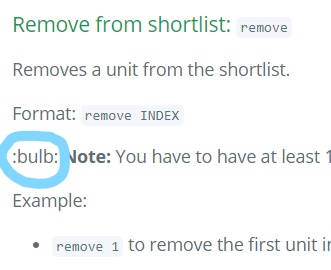 Remove from shortlist: remove
Removes a unit from the shortlist.
Format: remove INDEX
:bulb: Note: You have to have at least 1
Example:
remove 1 to remove the first unit in